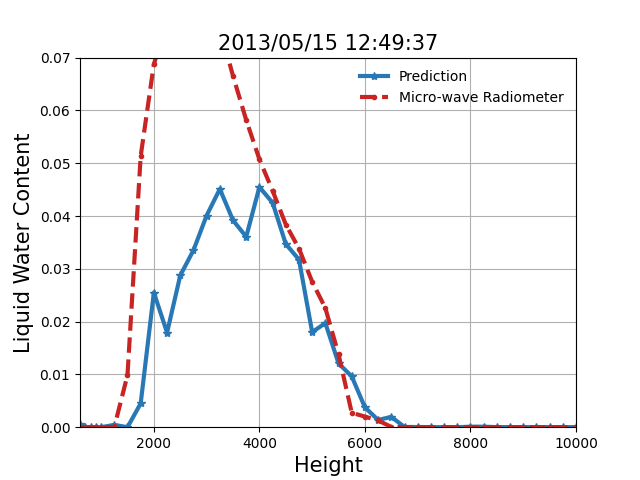 2013/05/15 12:49:37
0.07
0.06
0.05
0.04
0.03
0.02
0.01
0.00
Liquid Water Content
Prediction
Micro-wave Radiometer
2000 4000 6000 8000 10000
Height